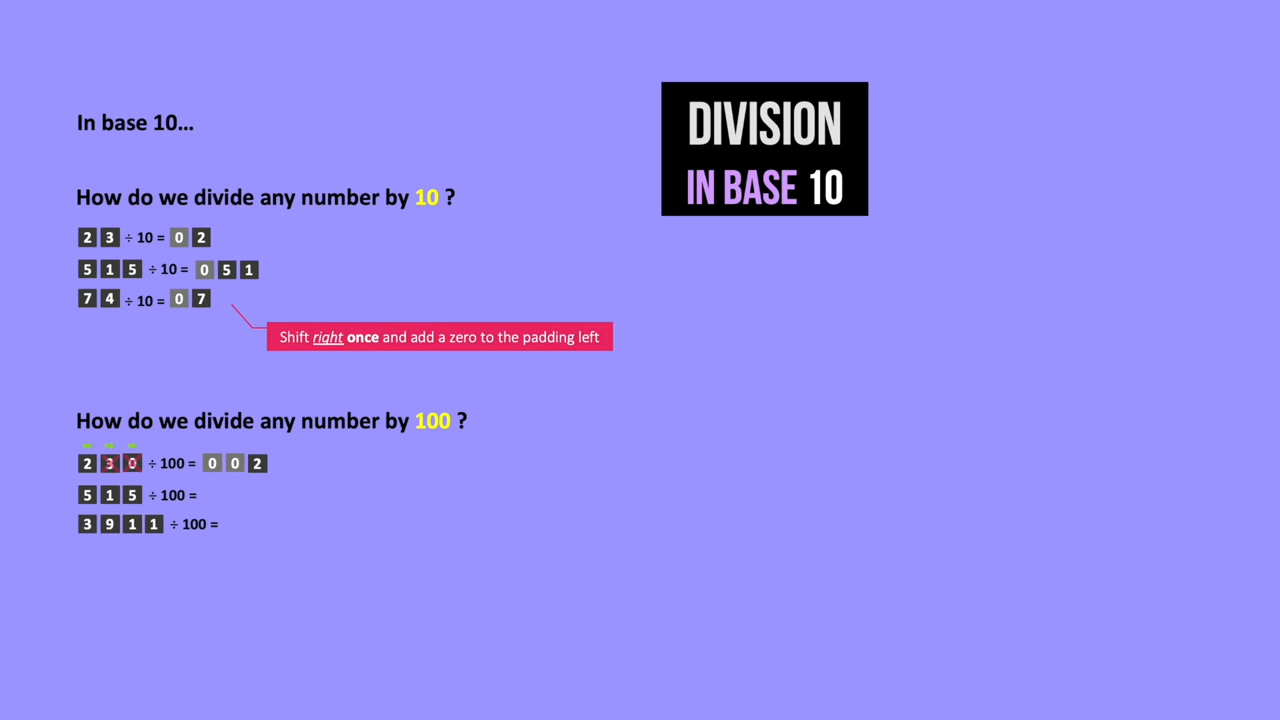 In base 10...
DIVISION
IN BASE 10
How do we divide any number by 10 ?
2 3 ÷ 10 = 0 2
5 1 5 ÷ 10 = 0 5 1
7 4 ÷ 10 = 0 7
Shift right once and add a zero to the padding left
How do we divide any number by 100 ?
2 3 0 ÷ 100 = 0 0 2
5 1 5 ÷ 100 =
3 9 1 1 ÷ 100 =